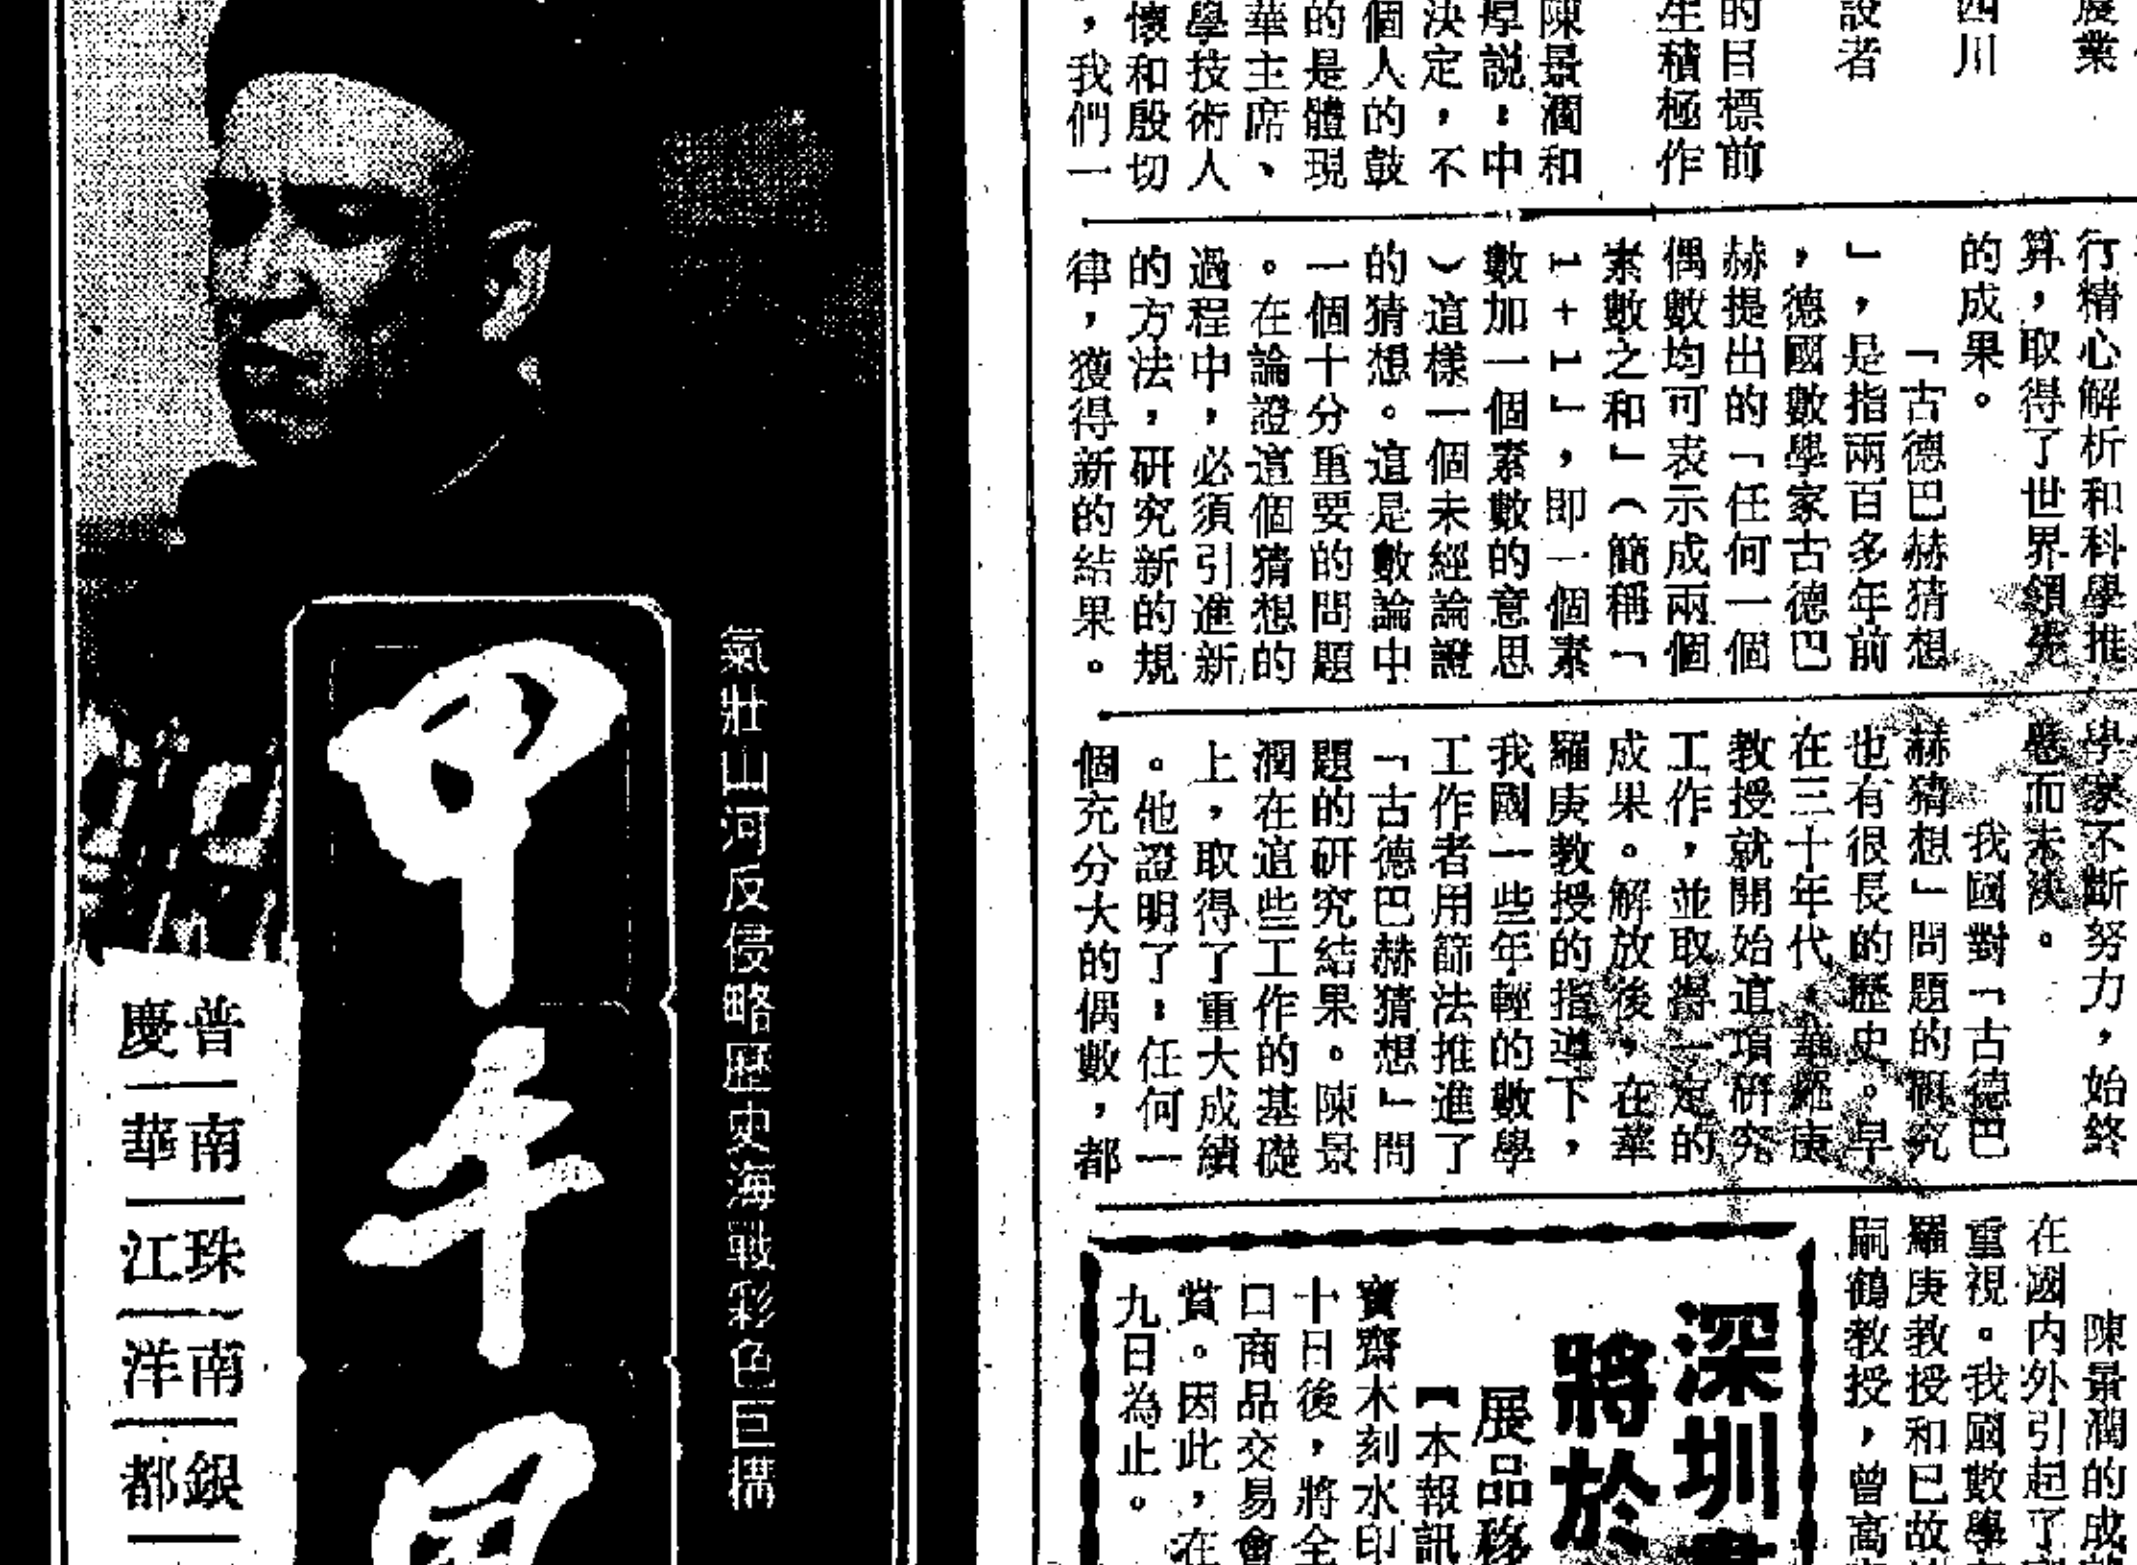 農業
四川
設者
的目標前
生積極作
陳景潤和
厚説,中
決定,不
個人的鼓
的是體現
華主席、
學技術人
懷和殷切
,我們一
行精心解析和科學推
算,取得了世界領先
的成果。
「古德巴赫猜想
」,是指兩百多年前
,德國數學家古德巴
赫提出的「任何一個
偶數均可表示成兩個
素數之和」(簡稱「
1+1」,即一個素
數加一個素數的意思
)這樣一個未經論證
的猜想。這是數論中
一個十分重要的問題
。在論證這個猜想的
過程中,必須引進新
的方法,研究新的規
律,獲得新的結果。
學家不斷努力,始終
懸而未決。
我國對「古德巴
赫猜想」問題的研究
也有很長的歷史。早
在三十年代,華羅庚
教授就開始這項研究
工作,並取得一定的
成果。解放後,在華
羅庚教授的指導下,
我國一些年輕的數學
工作者用篩法推進了
「古德巴赫猜想」問
題的研究結果。陳景
潤在這些工作的基礎
上,取得了重大成績
。他證明了:任何一
個充分大的偶數,都
陳景潤的成
在國內外引起了
重視。我國數學
羅庚教授和已故
嗣鶴教授,曾高
深圳
將於
展品移
【本報訊
寶齋木刻水印
十日後,將全
口商品交易會
賞。因此,在
九日為止。
氣壯山河反侵略歷史海戰彩色巨構
甲午
普慶
南華
珠江
南洋
銀都